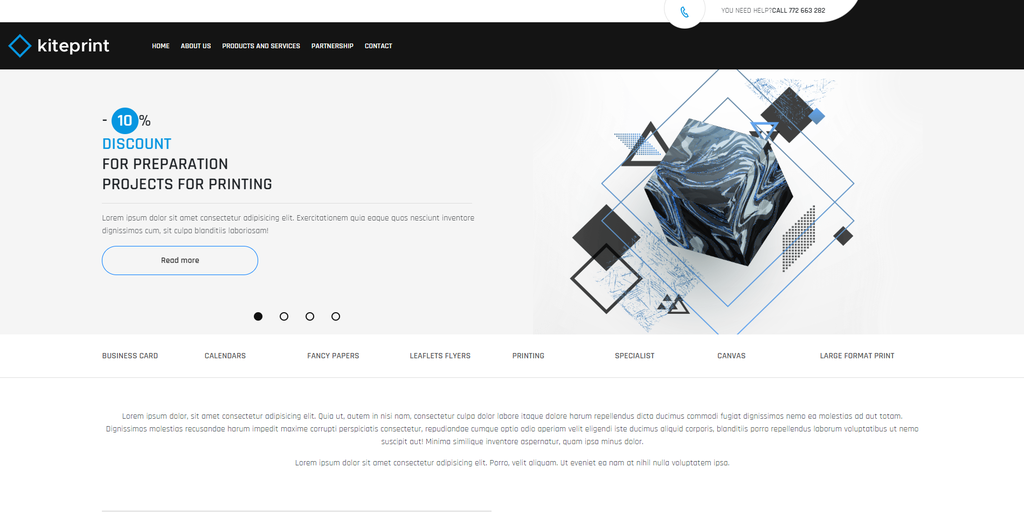 YOU NEED HELP?CALL 772 663 282
kiteprint
HOME ABOUT US PRODUCTS AND SERVICES PARTNERSHIP CONTACT
- 10 %
DISCOUNT
FOR PREPARATION
PROJECTS FOR PRINTING
Lorem ipsum dolor sit amet consectetur adipisicing elit. Exercitationem quia eaque quos nesciunt inventore
dignissimos cum, sit culpa blanditiis laboriosam!
Read more
BUSINESS CARD CALENDARS FANCY PAPERS LEAFLETS FLYERS PRINTING SPECIALIST CANVAS LARGE FORMAT PRINT
Lorem ipsum dolor, sit amet consectetur adipisicing elit. Quia ut, autem in nisi nam, consectetur culpa dolor labore itaque dolore harum repellendus dicta ducimus commodi fugiat dignissimos nemo ea molestias ad aut totam.
Dignissimos molestias recusandae harum impedit maxime corrupti perspiciatis consectetur, repudiandae cumque optio odio aperiam velit eligendi iste ducimus aliquid corporis, blanditiis porro repellendus laborum voluptatibus ut nemo
suscipit aut! Minima similique inventore aspernatur, quam ipsa minus dolor.
Lorem ipsum dolor sit amet consectetur adipisicing elit. Porro, velit aliquam. Ut eveniet ea nam at nihil nulla voluptatem ipsa.